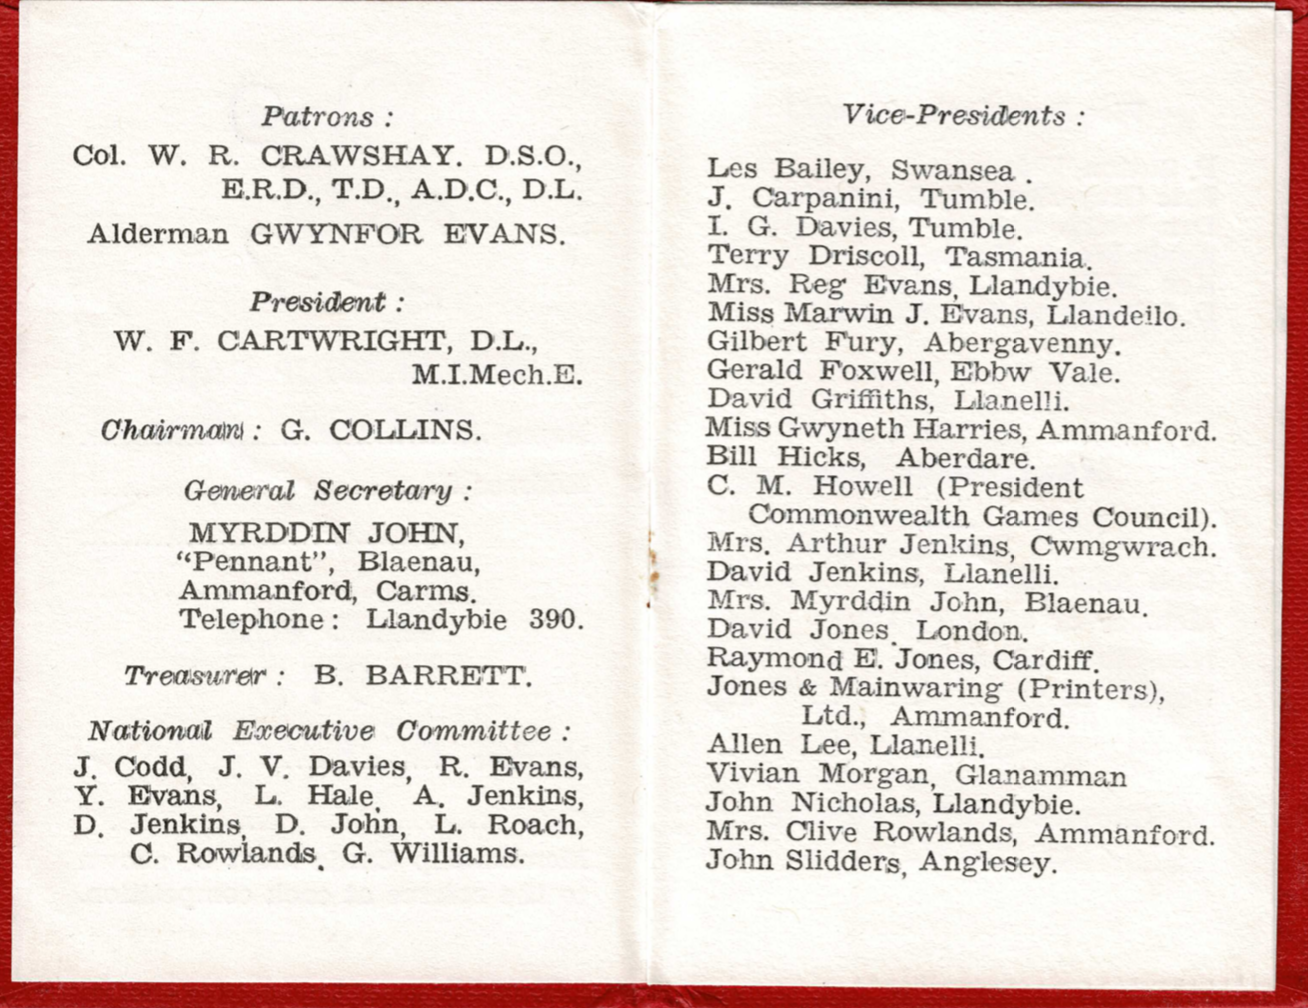 Patrons :
Col. W. R. CRAWSHAY. D.S.O.,
E.R.D., T.D., A.D.C., D.L.
Alderman GWYNFOR EVANS.
President :
W. F. CARTWRIGHT, D.L.,
M.I.Mech.E.
Chairman : G. COLLINS.
General Secretary :
MYRDDIN JOHN,
“Pennant”, Blaenau,
Ammanford, Carms.
Telephone : Llandybie 390.
Treasurer : B. BARRETT.
National Executive Committee :
J. Codd, J. V. Davies, R. Evans,
Y. Evans, L. Hale, A. Jenkins,
D. Jenkins, D. John, L. Roach,
C. Rowlands. G. Williams.
Vice-Presidents :
Les Bailey, Swansea .
J. Carpanini, Tumble.
I. G. Davies, Tumble.
Terry Driscoll, Tasmania.
Mrs. Reg Evans, Llandybie.
Miss Marwin J. Evans, Llandeilo.
Gilbert Fury, Abergavenny.
Gerald Foxwell, Ebbw Vale.
David Griffiths, Llanelli.
Miss Gwyneth Harries, Ammanford.
Bill Hicks, Aberdare.
C. M. Howell (President
Commonwealth Games Council).
Mrs. Arthur Jenkins, Cwmgwrach.
David Jenkins, Llanelli.
Mrs. Myrddin John, Blaenau.
David Jones. London.
Raymond E. Jones, Cardiff.
Jones & Mainwaring (Printers),
Ltd., Ammanford.
Allen Lee, Llanelli.
Vivian Morgan, Glanamman
John Nicholas, Llandybie.
Mrs. Clive Rowlands, Ammanford.
John Slidders, Anglesey.